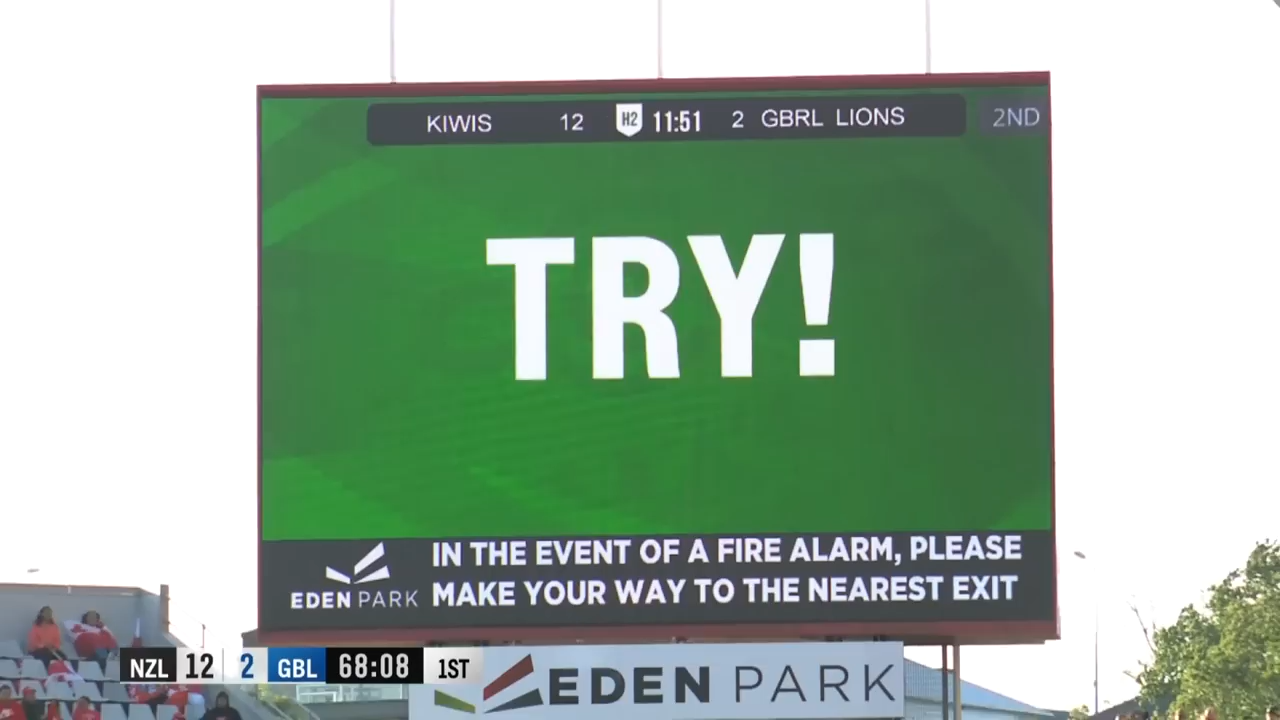 KIWIS 12 H2 11:51 2 GBRL LIONS 2ND
TRY!
IN THE EVENT OF A FIRE ALARM, PLEASE
MAKE YOUR WAY TO THE NEAREST EXIT
EDEN PARK
NZL 12 2 GBL 68:08 1ST
EDEN PARK